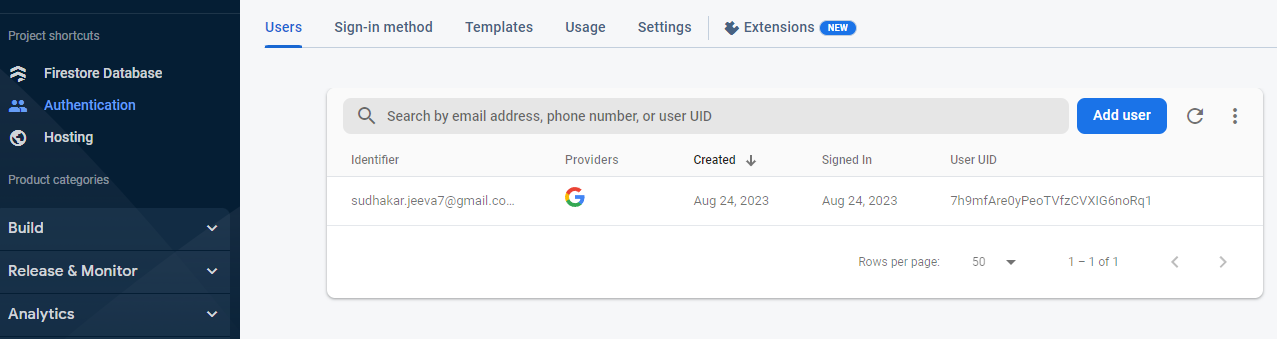 Project shortcuts
Firestore Database
Authentication
Hosting
Product categories
Build
Release & Monitor
Analytics
Users Sign-in method Templates Usage Settings Extensions NEW
Search by email address, phone number, or user UID Add user
Identifier Providers Created Signed In User UID
sudhakar.jeeva7@gmail.co... Aug 24, 2023 Aug 24, 2023 7h9mfAre0yPeoTVfzCVXIG6noRq1
Rows per page: 50 1 – 1 of 1